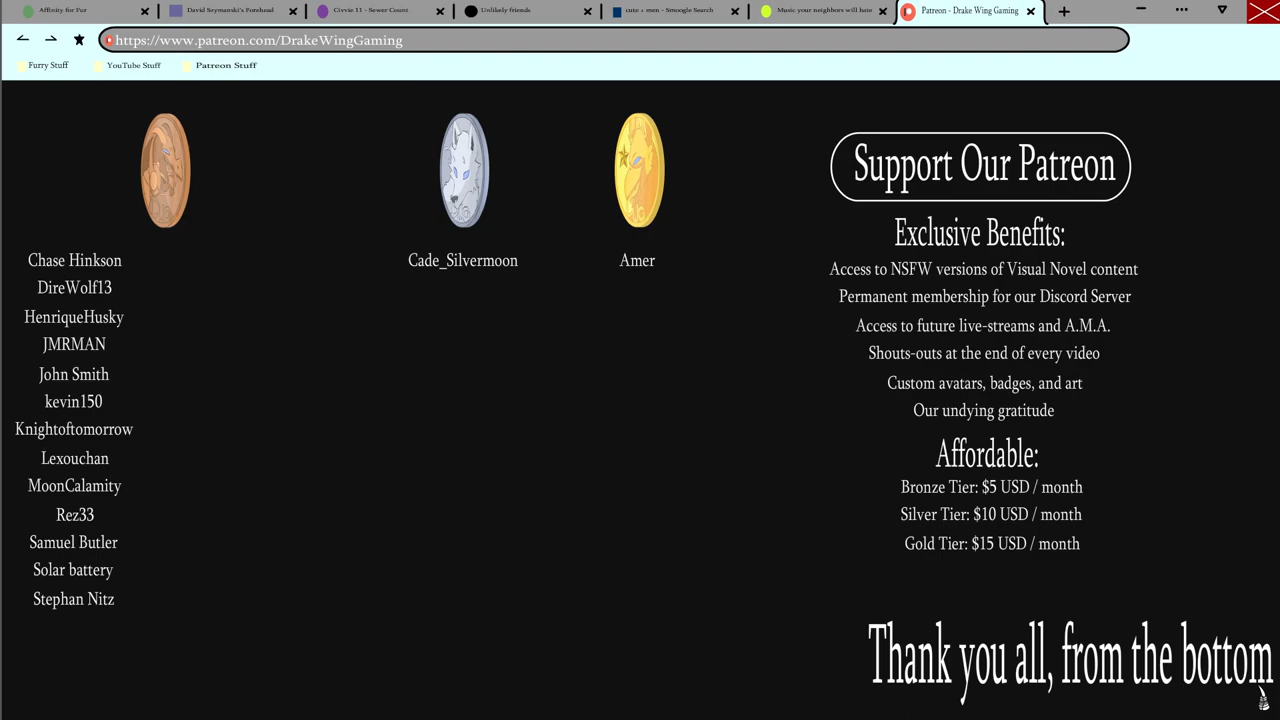 Affinity for Fur
David Szymanski's Forehead
Civvie 11 - Sewer Count
Unlikely friends
cute + men - Smoogle Search
Music your neighbors will hate
Patreon - Drake Wing Gaming
https://www.patreon.com/DrakeWingGaming
Furry Stuff
YouTube Stuff
Patreon Stuff
Chase Hinkson
DireWolf13
HenriqueHusky
JMRMAN
John Smith
kevin150
Knightoftomorrow
Lexouchan
MoonCalamity
Rez33
Samuel Butler
Solar battery
Stephan Nitz
Cade_Silvermoon
Amer
Support Our Patreon
Exclusive Benefits:
Access to NSFW versions of Visual Novel content
Permanent membership for our Discord Server
Access to future live-streams and A.M.A.
Shouts-outs at the end of every video
Custom avatars, badges, and art
Our undying gratitude
Affordable:
Bronze Tier: $5 USD / month
Silver Tier: $10 USD / month
Gold Tier: $15 USD / month
Thank you all, from the bottom